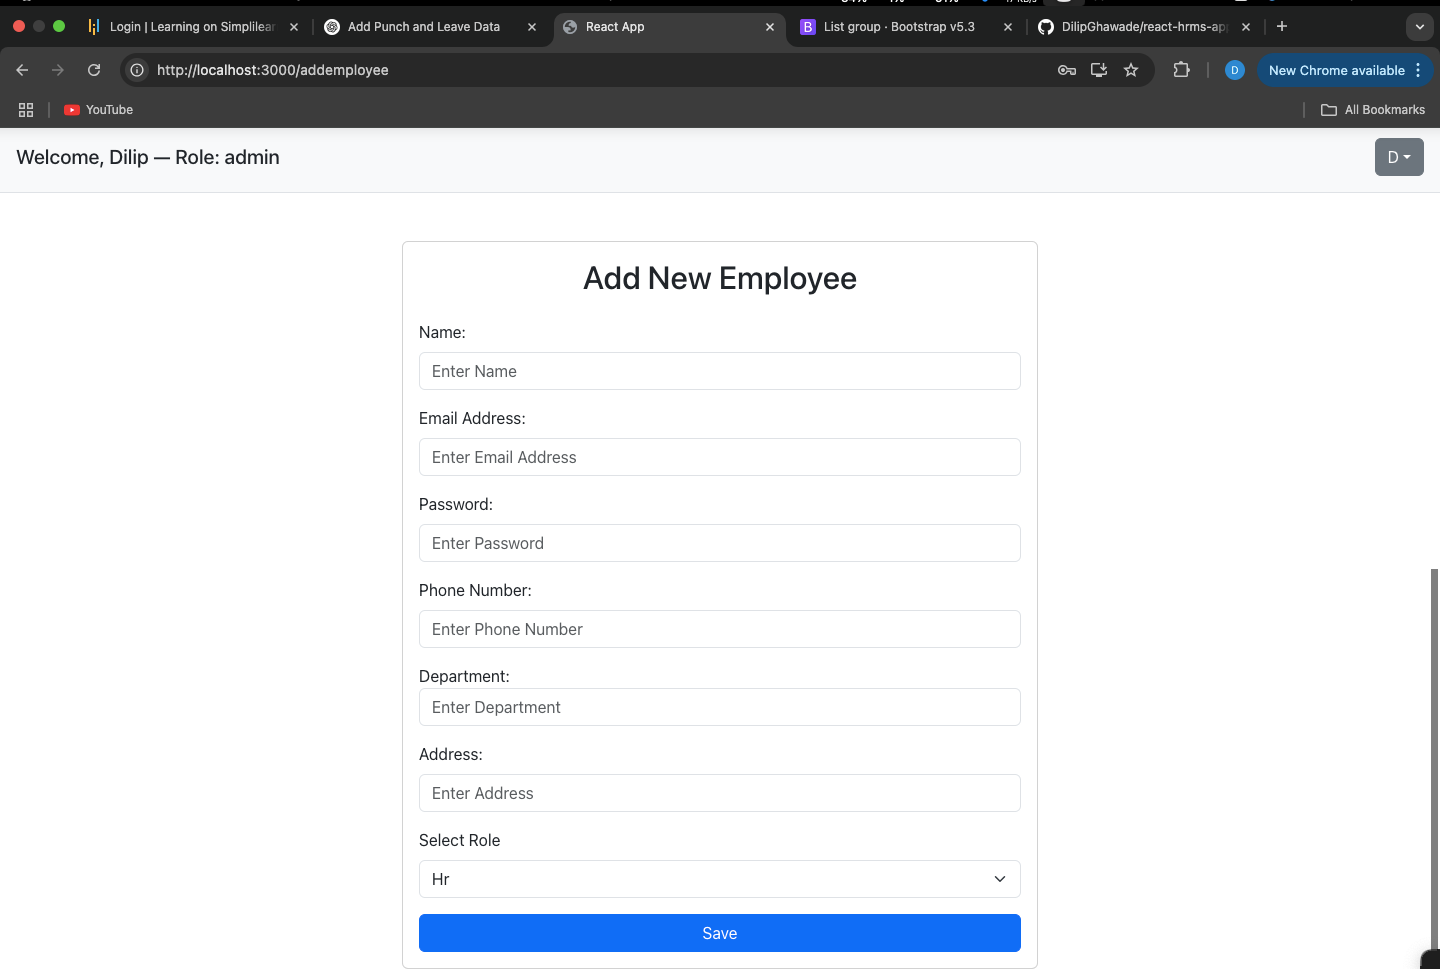 Login | Learning on Simplilear
Add Punch and Leave Data
React App
List group · Bootstrap v5.3
DilipGhawade/react-hrms-app
http://localhost:3000/addemployee
D
New Chrome available
YouTube
All Bookmarks
Welcome, Dilip — Role: admin
D
Add New Employee
Name:
Enter Name
Email Address:
Enter Email Address
Password:
Enter Password
Phone Number:
Enter Phone Number
Department:
Enter Department
Address:
Enter Address
Select Role
Hr
Save